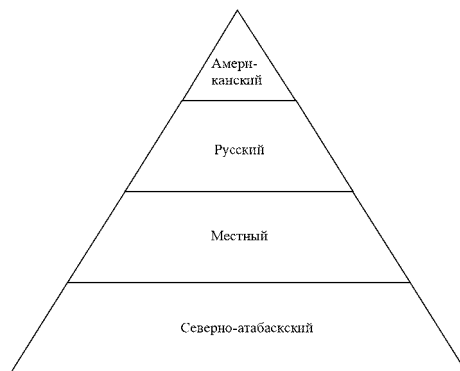 Амери-
канский
Русский
Местный
Северно-атабаскский